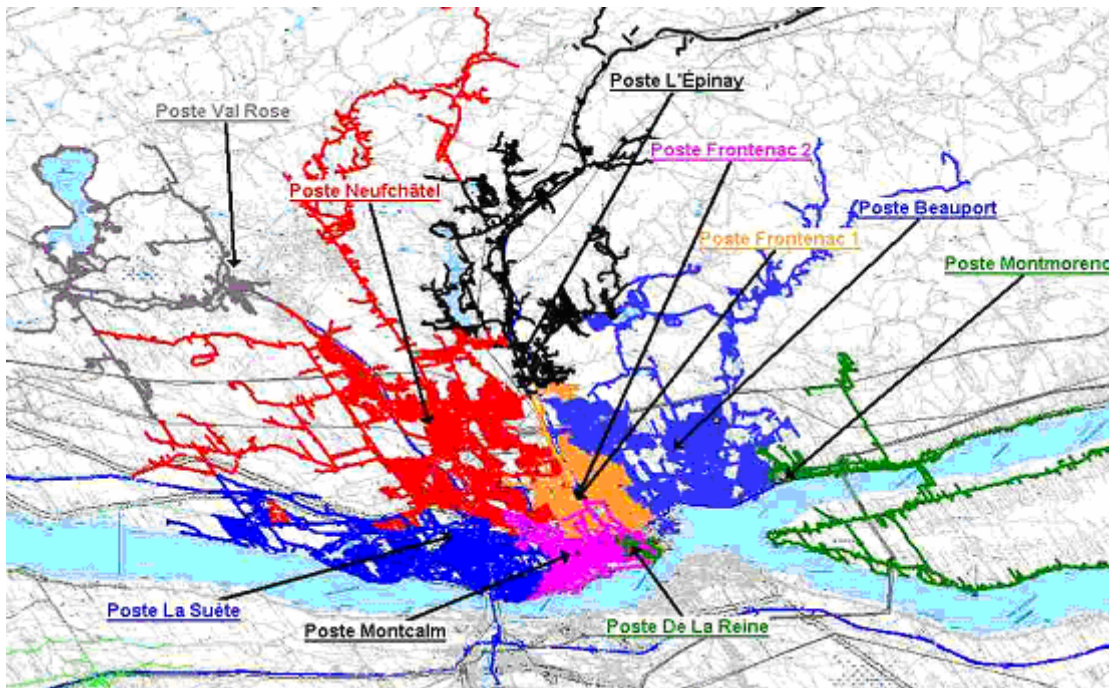 Poste L'Épinay
Poste Val Rose
Poste Frontenac 2
Poste Neufchâtel
Poste Beauport
Poste Frontenac 1
Poste Montmorenc
Poste La Suète
Poste Montcalm
Poste De La Reine